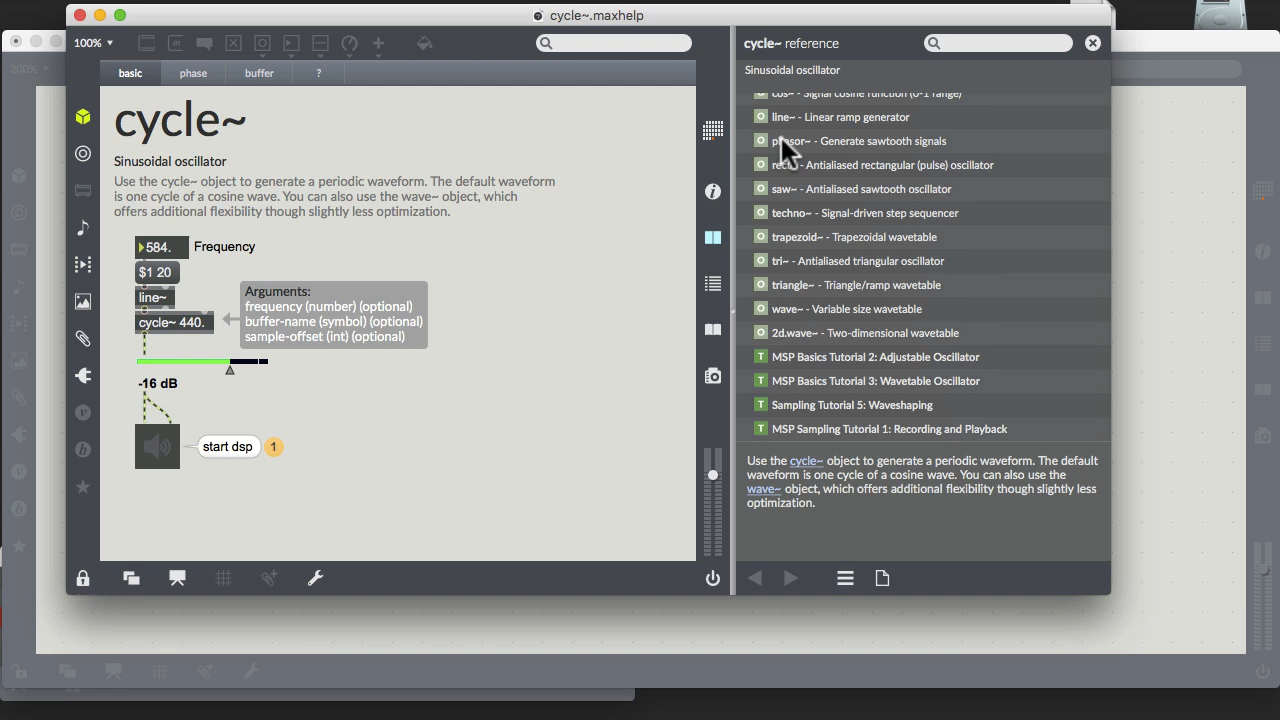 cycle~.maxhelp
100%
cycle~ reference
basic
phase
buffer
?
Sinusoidal oscillator
cycle~
Sinusoidal oscillator
Use the cycle~ object to generate a periodic waveform. The default waveform
is one cycle of a cosine wave. You can also use the wave~ object, which
offers additional flexibility though slightly less optimization.
584.
Frequency
$1 20
line~
cycle~ 440.
Arguments:
frequency (number) (optional)
buffer-name (symbol) (optional)
sample-offset (int) (optional)
-16 dB
start dsp
1
O cos~ - Signal cosine function (0-1 range)
O line~ - Linear ramp generator
O - Generate sawtooth signals
O - Antialiased rectangular (pulse) oscillator
O saw~ - Antialiased sawtooth oscillator
O techno~ - Signal-driven step sequencer
O trapezoid~ - Trapezoidal wavetable
O tri~ - Antialiased triangular oscillator
O triangle~ - Triangle/ramp wavetable
O wave~ - Variable size wavetable
O 2d.wave~ - Two-dimensional wavetable
T MSP Basics Tutorial 2: Adjustable Oscillator
T MSP Basics Tutorial 3: Wavetable Oscillator
T Sampling Tutorial 5: Waveshaping
T MSP Sampling Tutorial 1: Recording and Playback
Use the cycle~ object to generate a periodic waveform. The default
waveform is one cycle of a cosine wave. You can also use the
wave~ object, which offers additional flexibility though slightly less
optimization.
200%